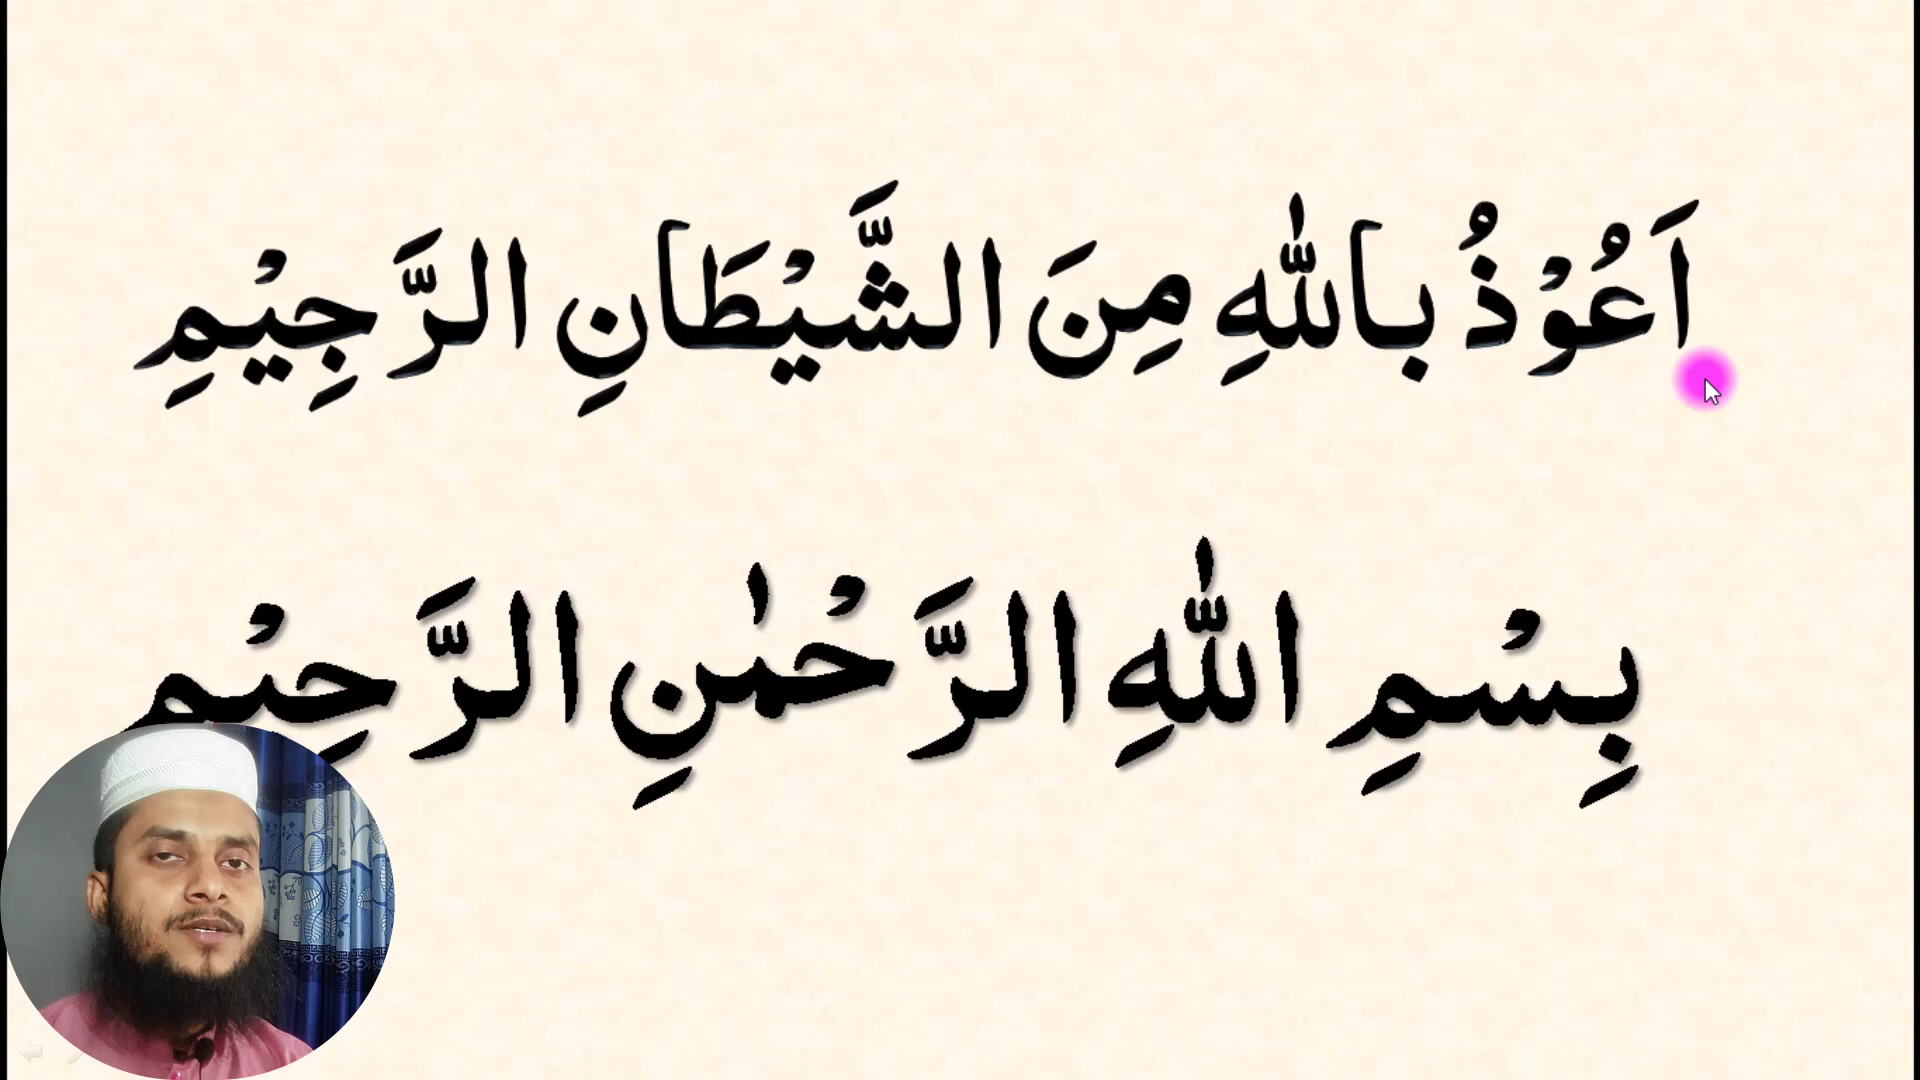 اَعُوْذُ بِاللّٰهِ مِنَ الشَّيْطَانِ الرَّجِيْمِ
بِسْمِ اللّٰهِ الرَّحْمٰنِ الرَّحِيْمِ